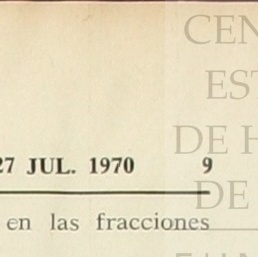 CEN
EST
DE H
27 JUL. 1970 9
DE
en las fracciones